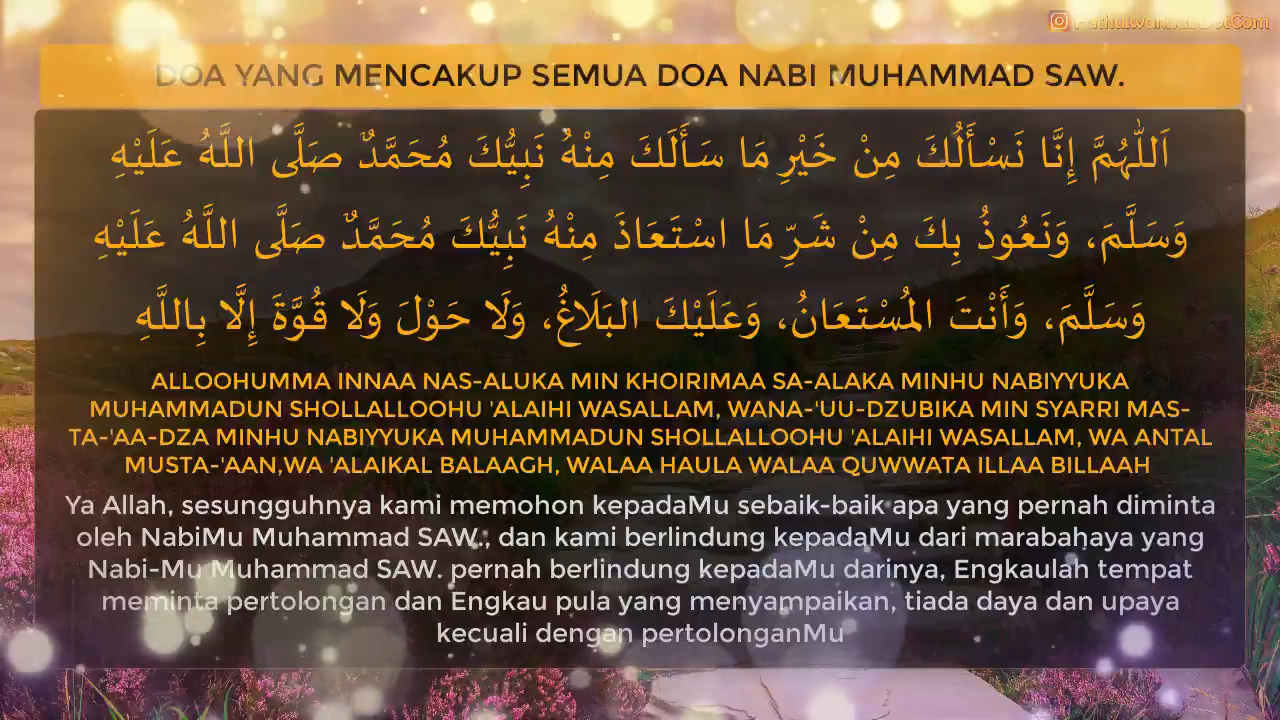 DOA YANG MENCAKUP SEMUA DOA NABI MUHAMMAD SAW.
اَللّٰهُمَّ إِنَّا نَسْأَلُكَ مِنْ خَيْرِ مَا سَأَلَكَ مِنْهُ نَبِيُّكَ مُحَمَّدٌ صَلَّى اللَّهُ عَلَيْهِ
وَسَلَّمَ، وَنَعُوذُ بِكَ مِنْ شَرِّ مَا اسْتَعَاذَ مِنْهُ نَبِيُّكَ مُحَمَّدٌ صَلَّى اللَّهُ عَلَيْهِ
وَسَلَّمَ، وَأَنْتَ المُسْتَعَانُ، وَعَلَيْكَ البَلَاغُ، وَلَا حَوْلَ وَلَا قُوَّةَ إِلَّا بِاللَّهِ
ALLOOHUMMA INNAA NAS-ALUKA MIN KHOIRIMAA SA-ALAKA MINHU NABIYYUKA
MUHAMMADUN SHOLLALLOOHU 'ALAIHI WASALLAM, WANA-'UU-DZUBIKA MIN SYARRI MAS-
TA-'AA-DZA MINHU NABIYYUKA MUHAMMADUN SHOLLALLOOHU 'ALAIHI WASALLAM, WA ANTAL
MUSTA-'AAN,WA 'ALAIKAL BALAAGH, WALAA HAULA WALAA QUWWATA ILLAA BILLAAH
Ya Allah, sesungguhnya kami memohon kepadaMu sebaik-baik apa yang pernah diminta
oleh NabiMu Muhammad SAW., dan kami berlindung kepadaMu dari marabahaya yang
Nabi-Mu Muhammad SAW. pernah berlindung kepadaMu darinya, Engkaulah tempat
meminta pertolongan dan Engkau pula yang menyampaikan, tiada daya dan upaya
kecuali dengan pertolonganMu